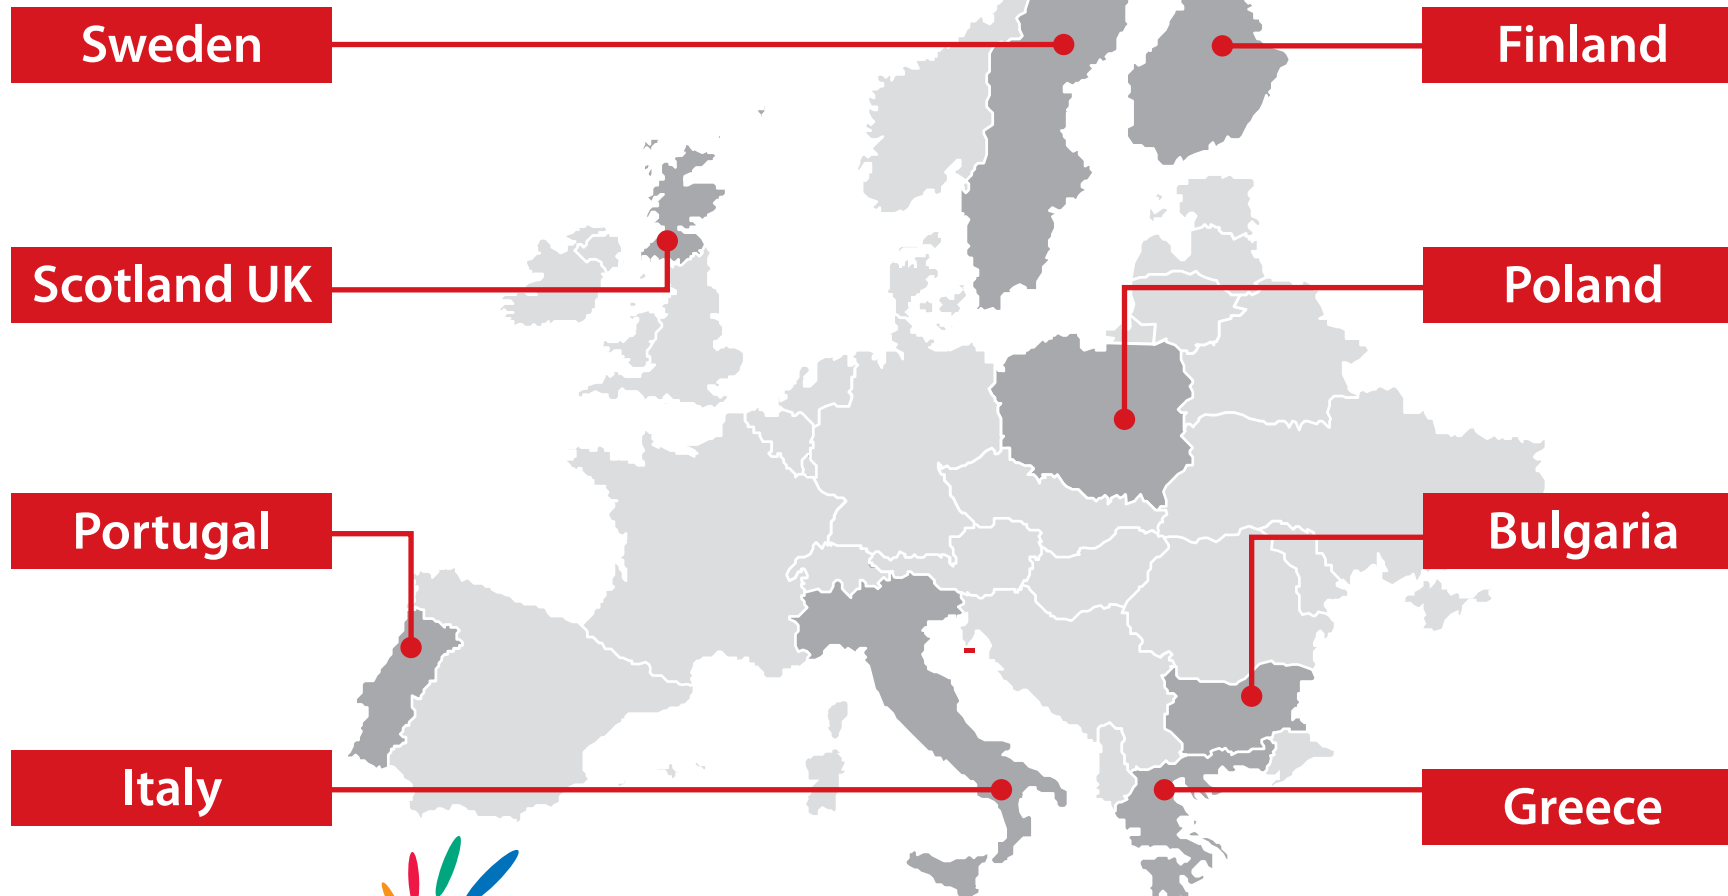 Sweden
Finland
Scotland UK
Poland
Portugal
Bulgaria
Italy
Greece